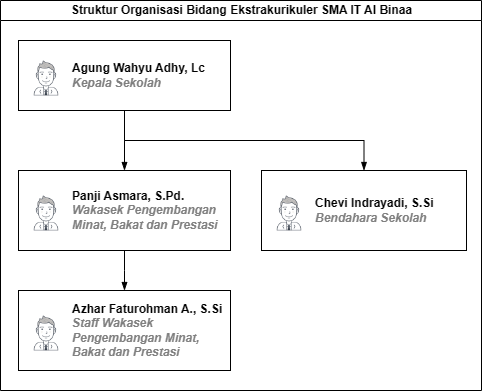 Struktur Organisasi Bidang Ekstrakurikuler SMA IT Al Binaa
Agung Wahyu Adhy, Lc
Kepala Sekolah
Panji Asmara, S.Pd.
Wakasek Pengembangan
Minat, Bakat dan Prestasi
Chevi Indrayadi, S.Si
Bendahara Sekolah
Azhar Faturohman A., S.Si
Staff Wakasek
Pengembangan Minat,
Bakat dan Prestasi